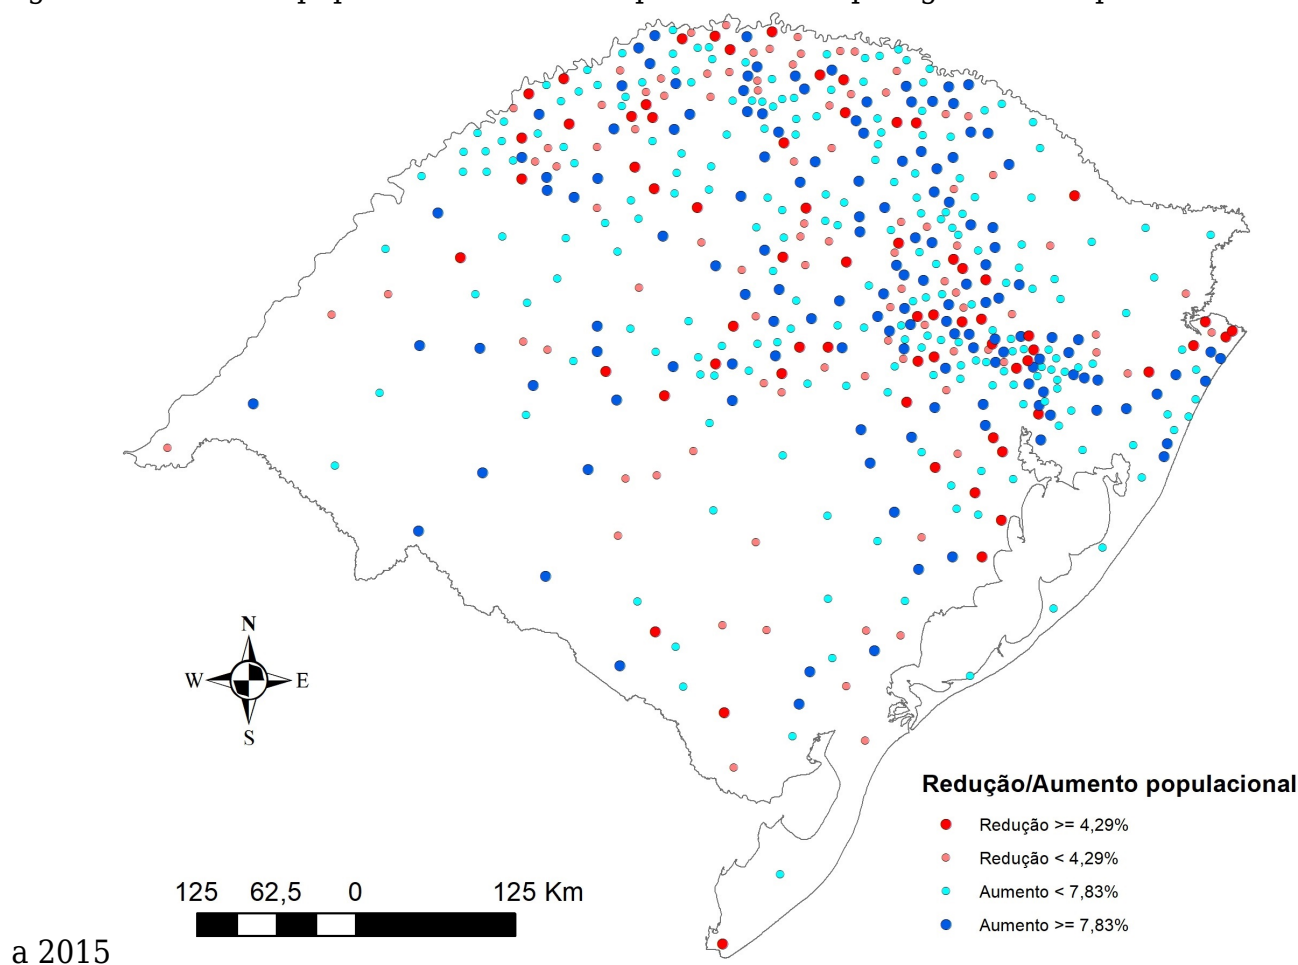 N
W E
S
Redução/Aumento populacional
Redução >= 4,29%
Redução < 4,29%
Aumento < 7,83%
Aumento >= 7,83%
125 62,5 0 125 Km
a 2015